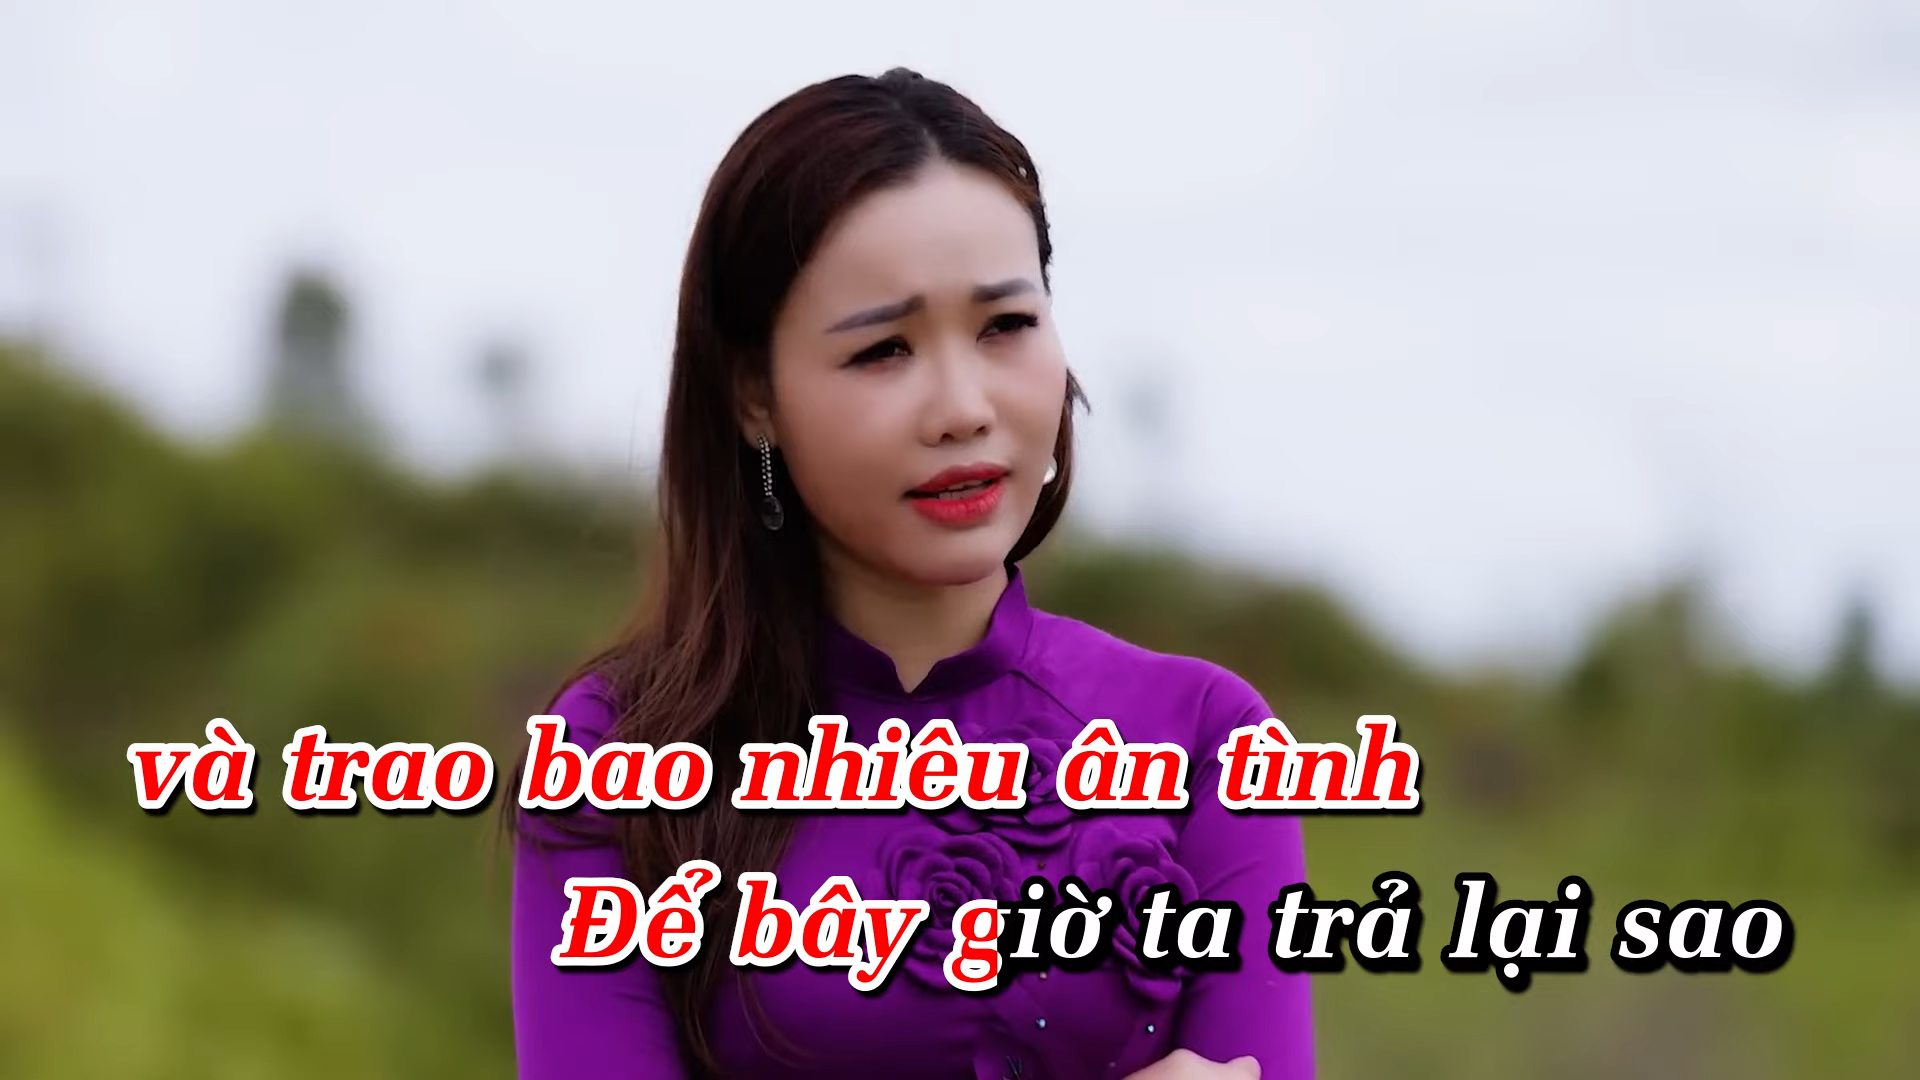 và trao bao nhiêu ân tình
Để bây giờ ta trả lại sao